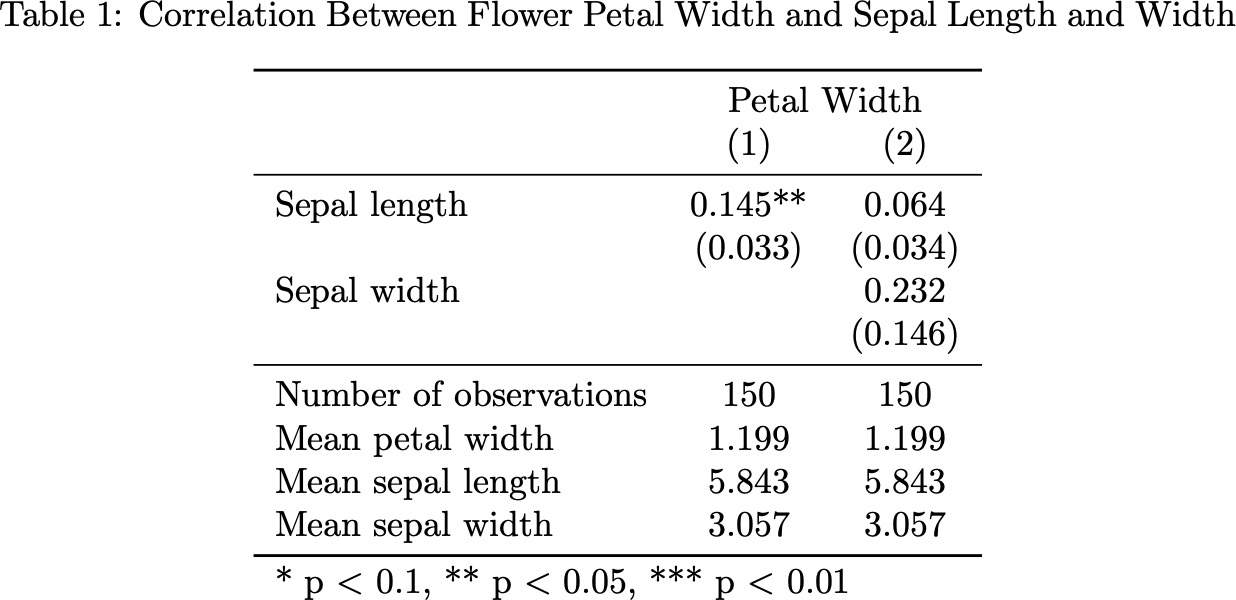 Table 1: Correlation Between Flower Petal Width and Sepal Length and Width
Petal Width
(1) (2)
Sepal length 0.145** 0.064
(0.033) (0.034)
Sepal width 0.232
(0.146)
Number of observations 150 150
Mean petal width 1.199 1.199
Mean sepal length 5.843 5.843
Mean sepal width 3.057 3.057
* p < 0.1, ** p < 0.05, *** p < 0.01